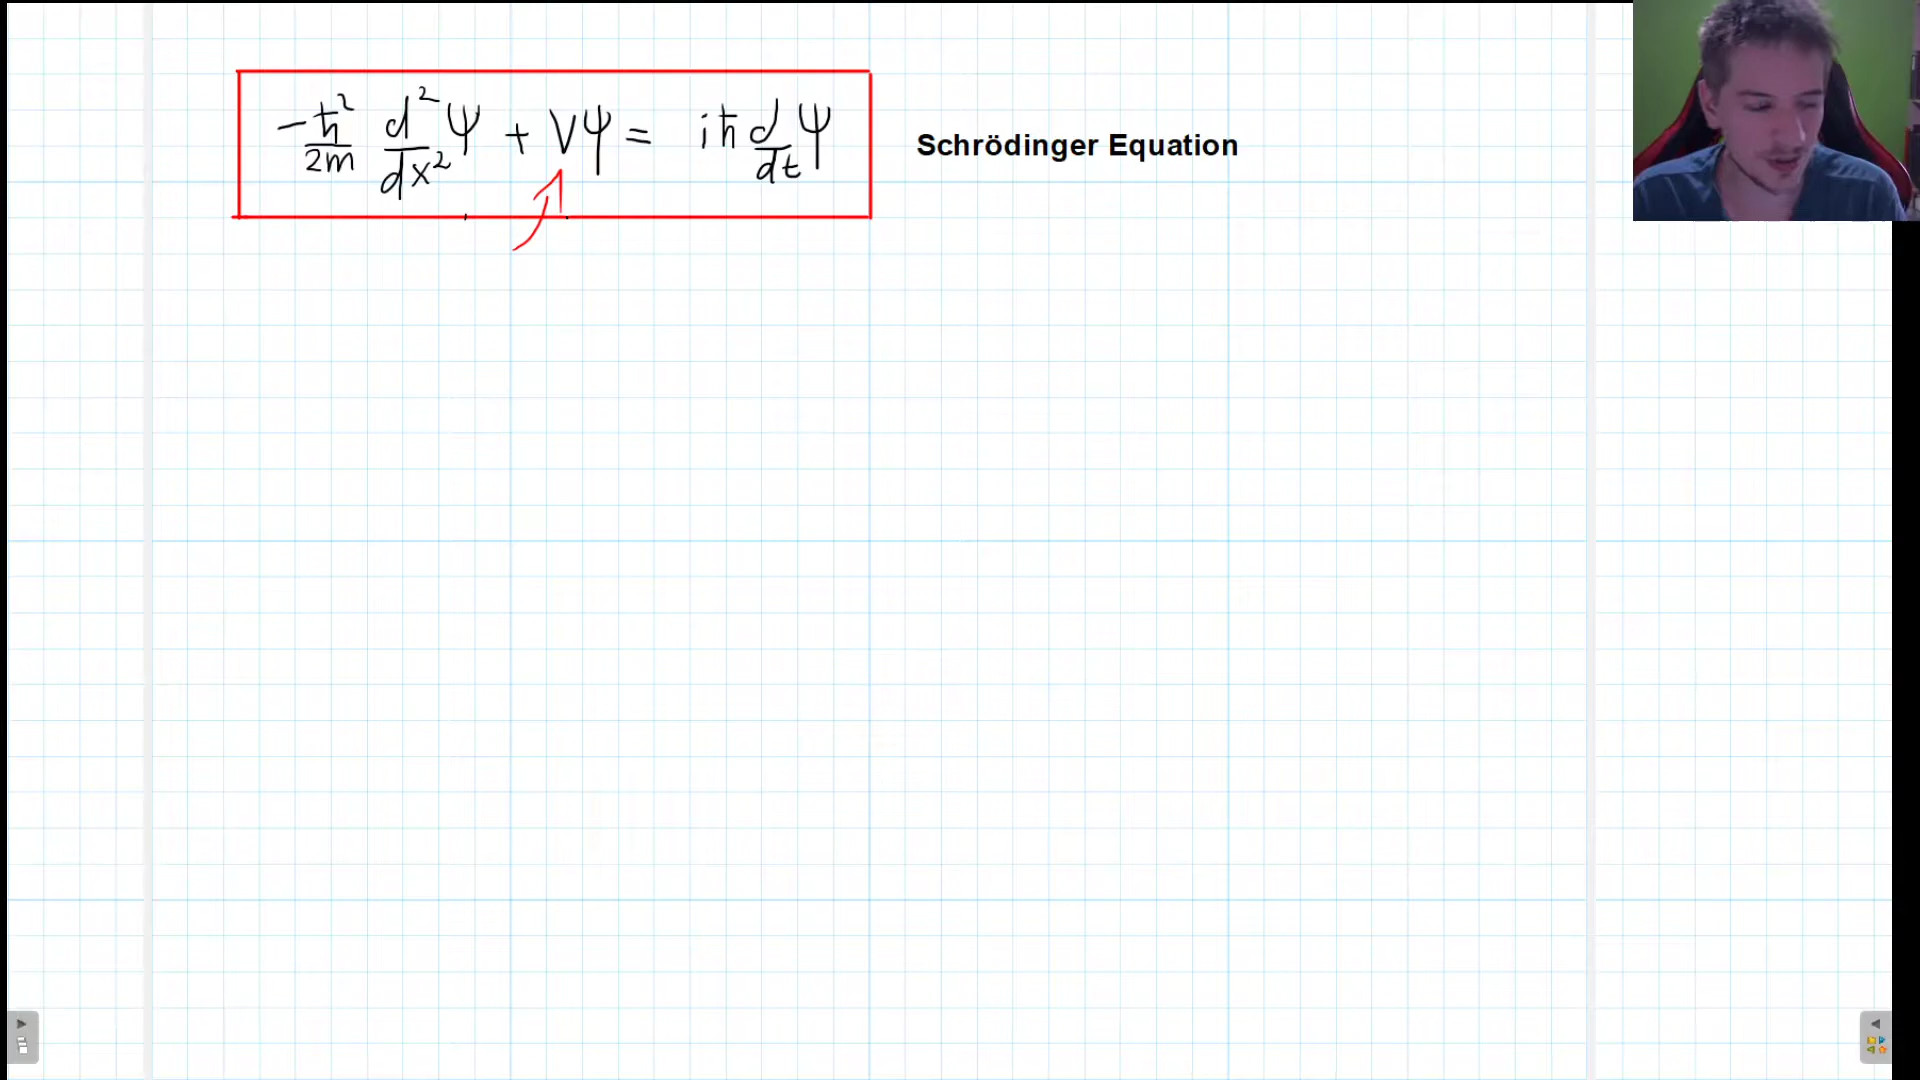 -ħ²/2m d²/dx² ψ + Vψ = iħ d/dt ψ
Schrödinger Equation